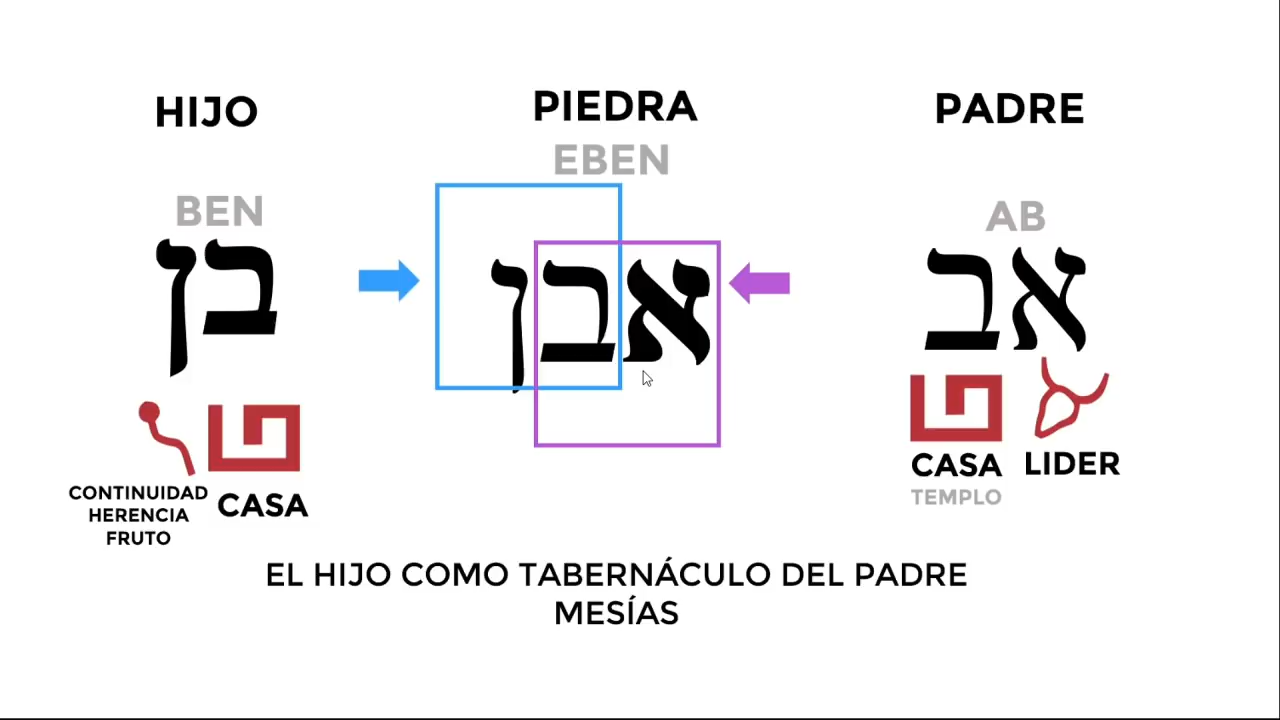 HIJO
BEN
בן
CONTINUIDAD
HERENCIA
FRUTO
CASA
PIEDRA
EBEN
אבן
PADRE
AB
אב
CASA
TEMPLO
LIDER
EL HIJO COMO TABERNÁCULO DEL PADRE
MESÍAS